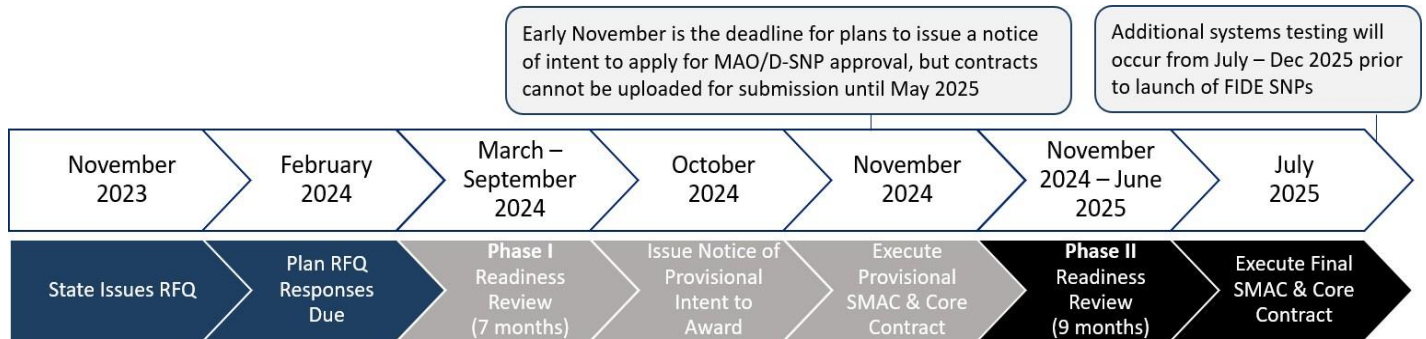 Early November is the deadline for plans to issue a notice
of intent to apply for MAO/D-SNP approval, but contracts
cannot be uploaded for submission until May 2025
Additional systems testing will
occur from July – Dec 2025 prior
to launch of FIDE SNPs
November
2023
February
2024
March –
September
2024
October
2024
November
2024
November
2024 – June
2025
July
2025
State Issues RFQ
Plan RFQ
Responses
Due
Phase I
Readiness
Review
(7 months)
Issue Notice of
Provisional
Intent to
Award
Execute
Provisional
SMAC & Core
Contract
Phase II
Readiness
Review
(9 months)
Execute Final
SMAC & Core
Contract